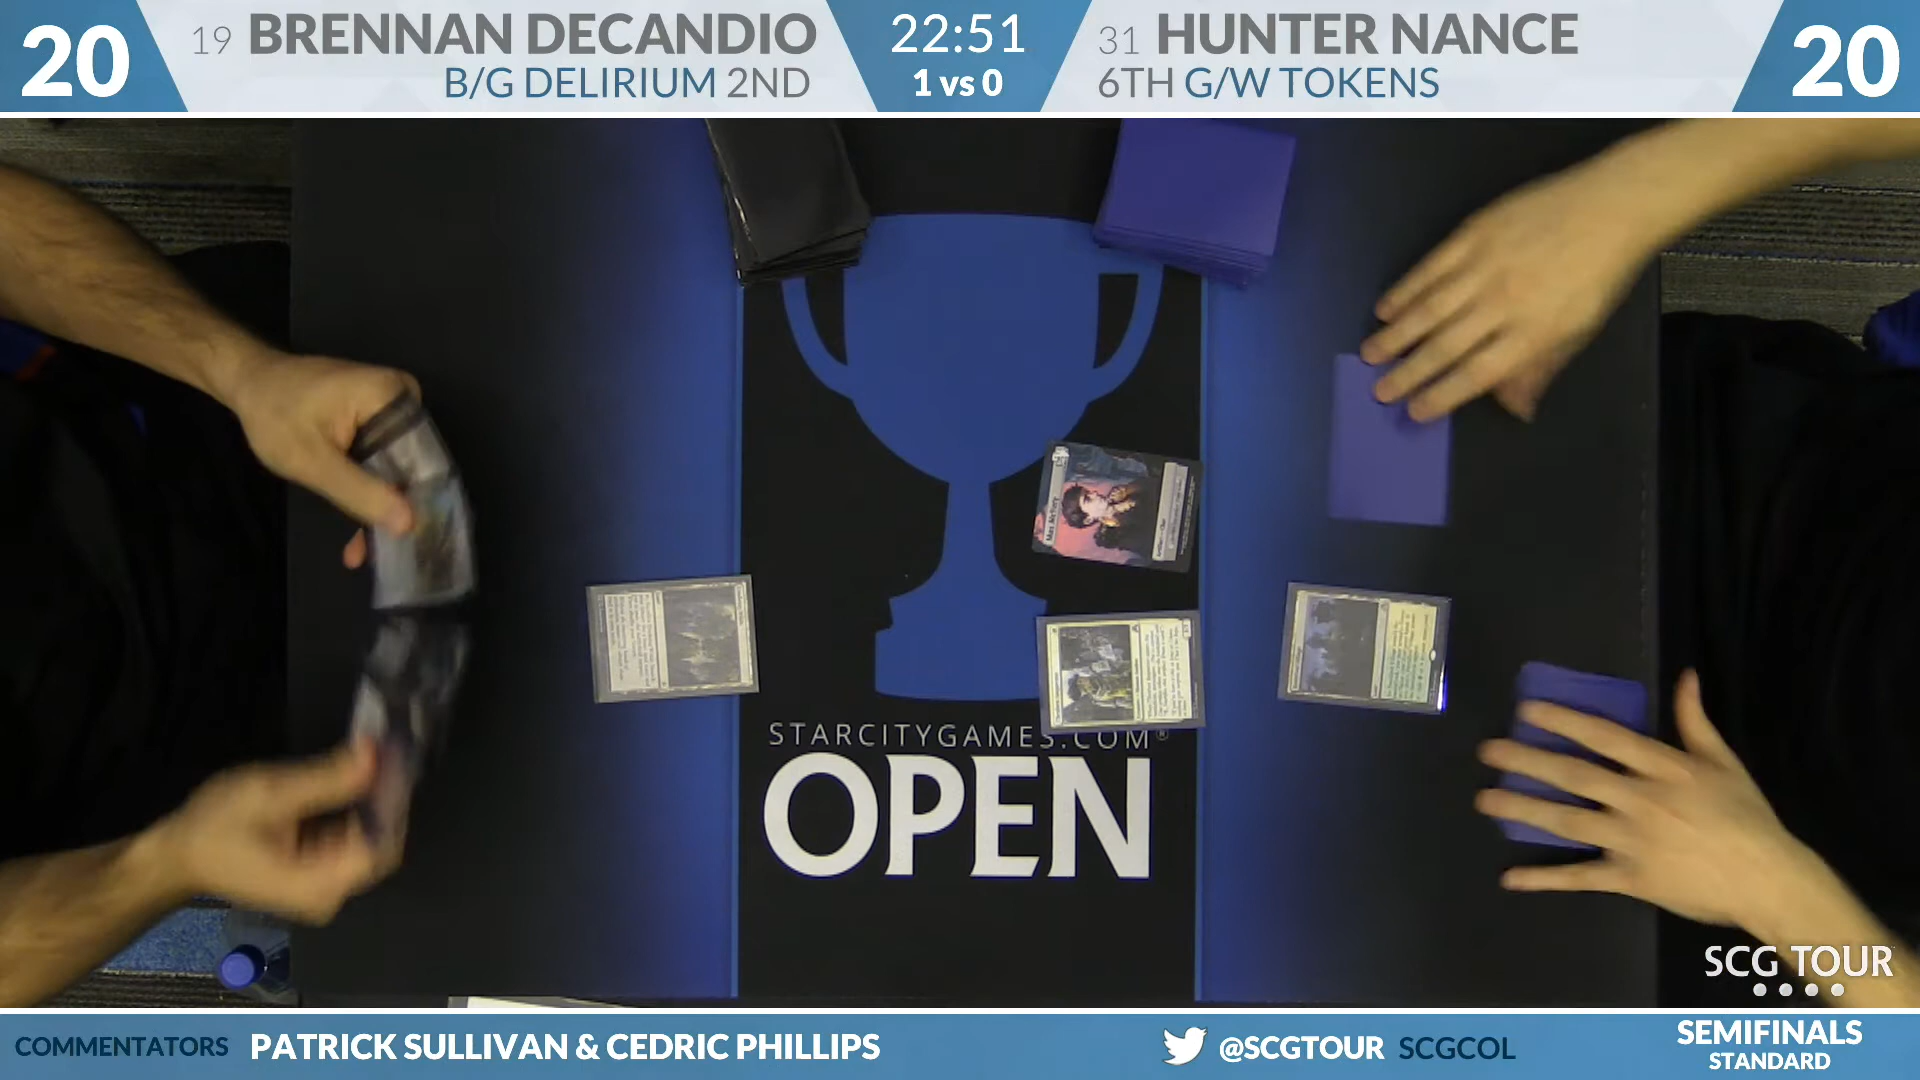 20
19 BRENNAN DECANDIO
B/G DELIRIUM 2ND
22:51
1 vs 0
31 HUNTER NANCE
6TH G/W TOKENS
20
STARCITYGAMES.COM®
OPEN
SCG TOUR
COMMENTATORS PATRICK SULLIVAN & CEDRIC PHILLIPS
@SCGTOUR SCGCOL
SEMIFINALS
STANDARD